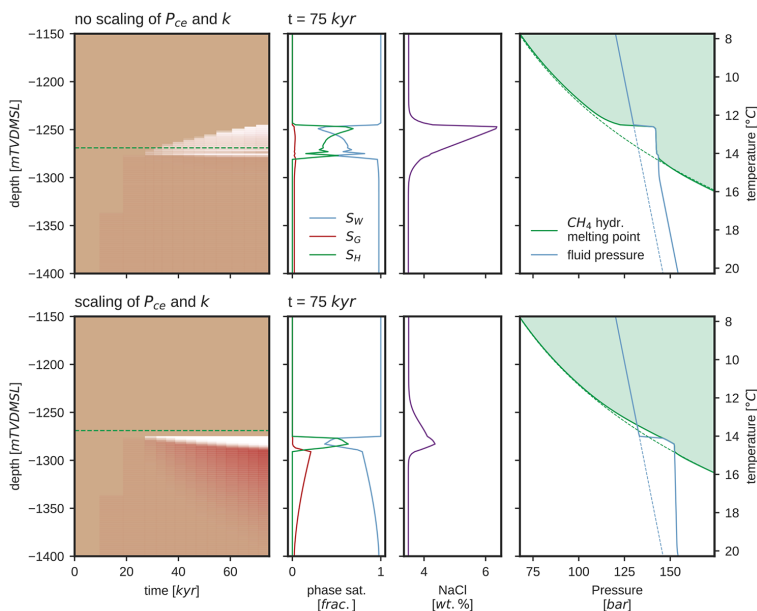 no scaling of P_ce and k
t = 75 kyr
−1150
−1200
−1250
−1300
−1350
−1400
depth [mTVDMSL]
S_W
S_G
S_H
CH_4 hydr.
melting point
fluid pressure
8
10
12
14
16
18
20
temperature [°C]
scaling of P_ce and k
t = 75 kyr
−1150
−1200
−1250
−1300
−1350
−1400
depth [mTVDMSL]
8
10
12
14
16
18
20
temperature [°C]
0
20
40
60
time [kyr]
0
1
phase sat.
[frac.]
4
6
NaCl
[wt. %]
75
100
125
150
Pressure
[bar]